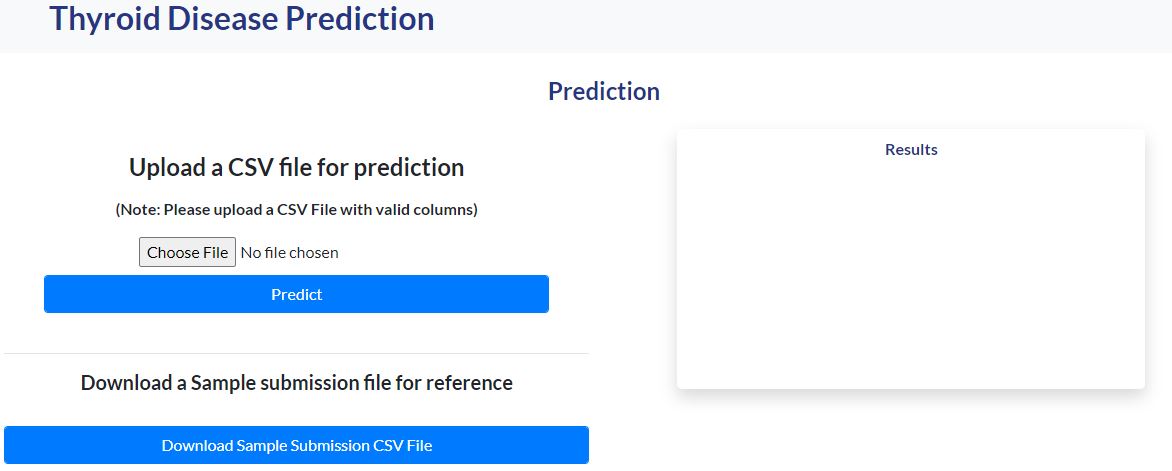 Thyroid Disease Prediction
Prediction
Upload a CSV file for prediction
(Note: Please upload a CSV File with valid columns)
Choose File No file chosen
Predict
Download a Sample submission file for reference
Download Sample Submission CSV File
Results